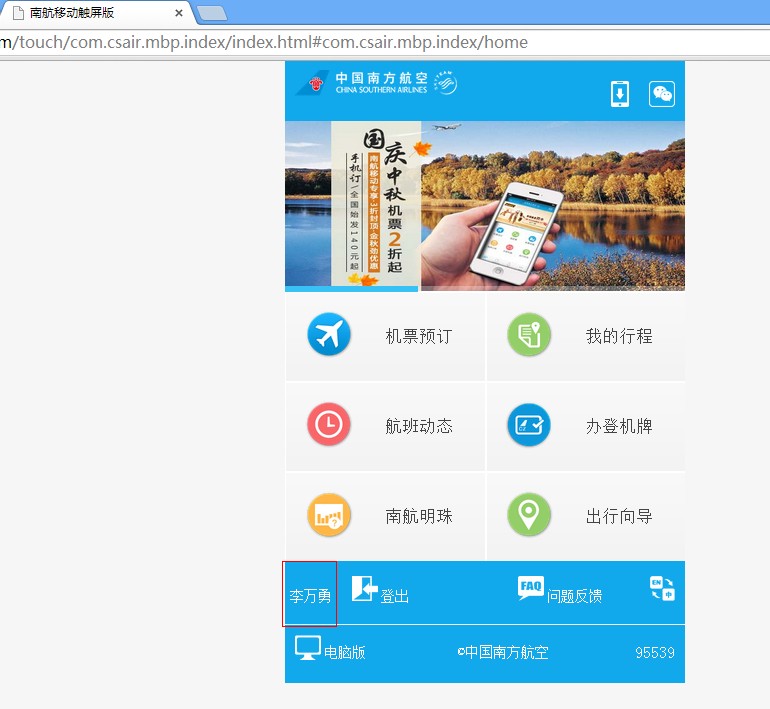 南航移动触屏版
m/touch/com.csair.mbp.index/index.html#com.csair.mbp.index/home
中国南方航空
CHINA SOUTHERN AIRLINES
SKYTEAM
国庆中秋机票2折起
南航移动专享3折封顶 金秋劲优惠
手机订/全国始发140元起
机票预订
我的行程
航班动态
办登机牌
南航明珠
出行向导
李万勇
登出
FAQ
问题反馈
EN
中
电脑版
©中国南方航空
95539